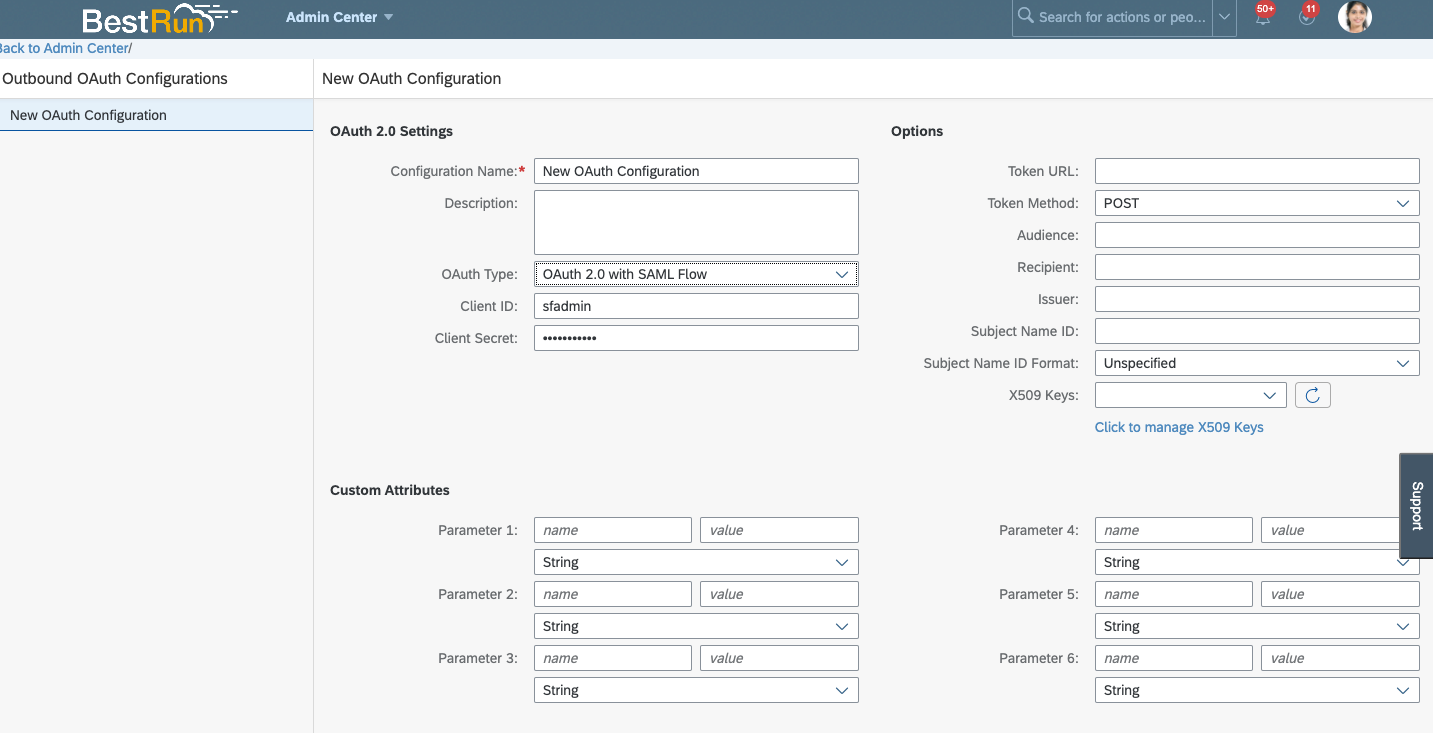 BestRun
Admin Center
Search for actions or peo...
50+
11
Back to Admin Center/
Outbound OAuth Configurations
New OAuth Configuration
New OAuth Configuration
OAuth 2.0 Settings
Configuration Name:*
New OAuth Configuration
Description:
OAuth Type:
OAuth 2.0 with SAML Flow
Client ID:
sfadmin
Client Secret:
•••••••••••
Options
Token URL:
Token Method:
POST
Audience:
Recipient:
Issuer:
Subject Name ID:
Subject Name ID Format:
Unspecified
X509 Keys:
Click to manage X509 Keys
Support
Custom Attributes
Parameter 1:
name
value
String
Parameter 2:
name
value
String
Parameter 3:
name
value
String
Parameter 4:
name
value
String
Parameter 5:
name
value
String
Parameter 6:
name
value
String